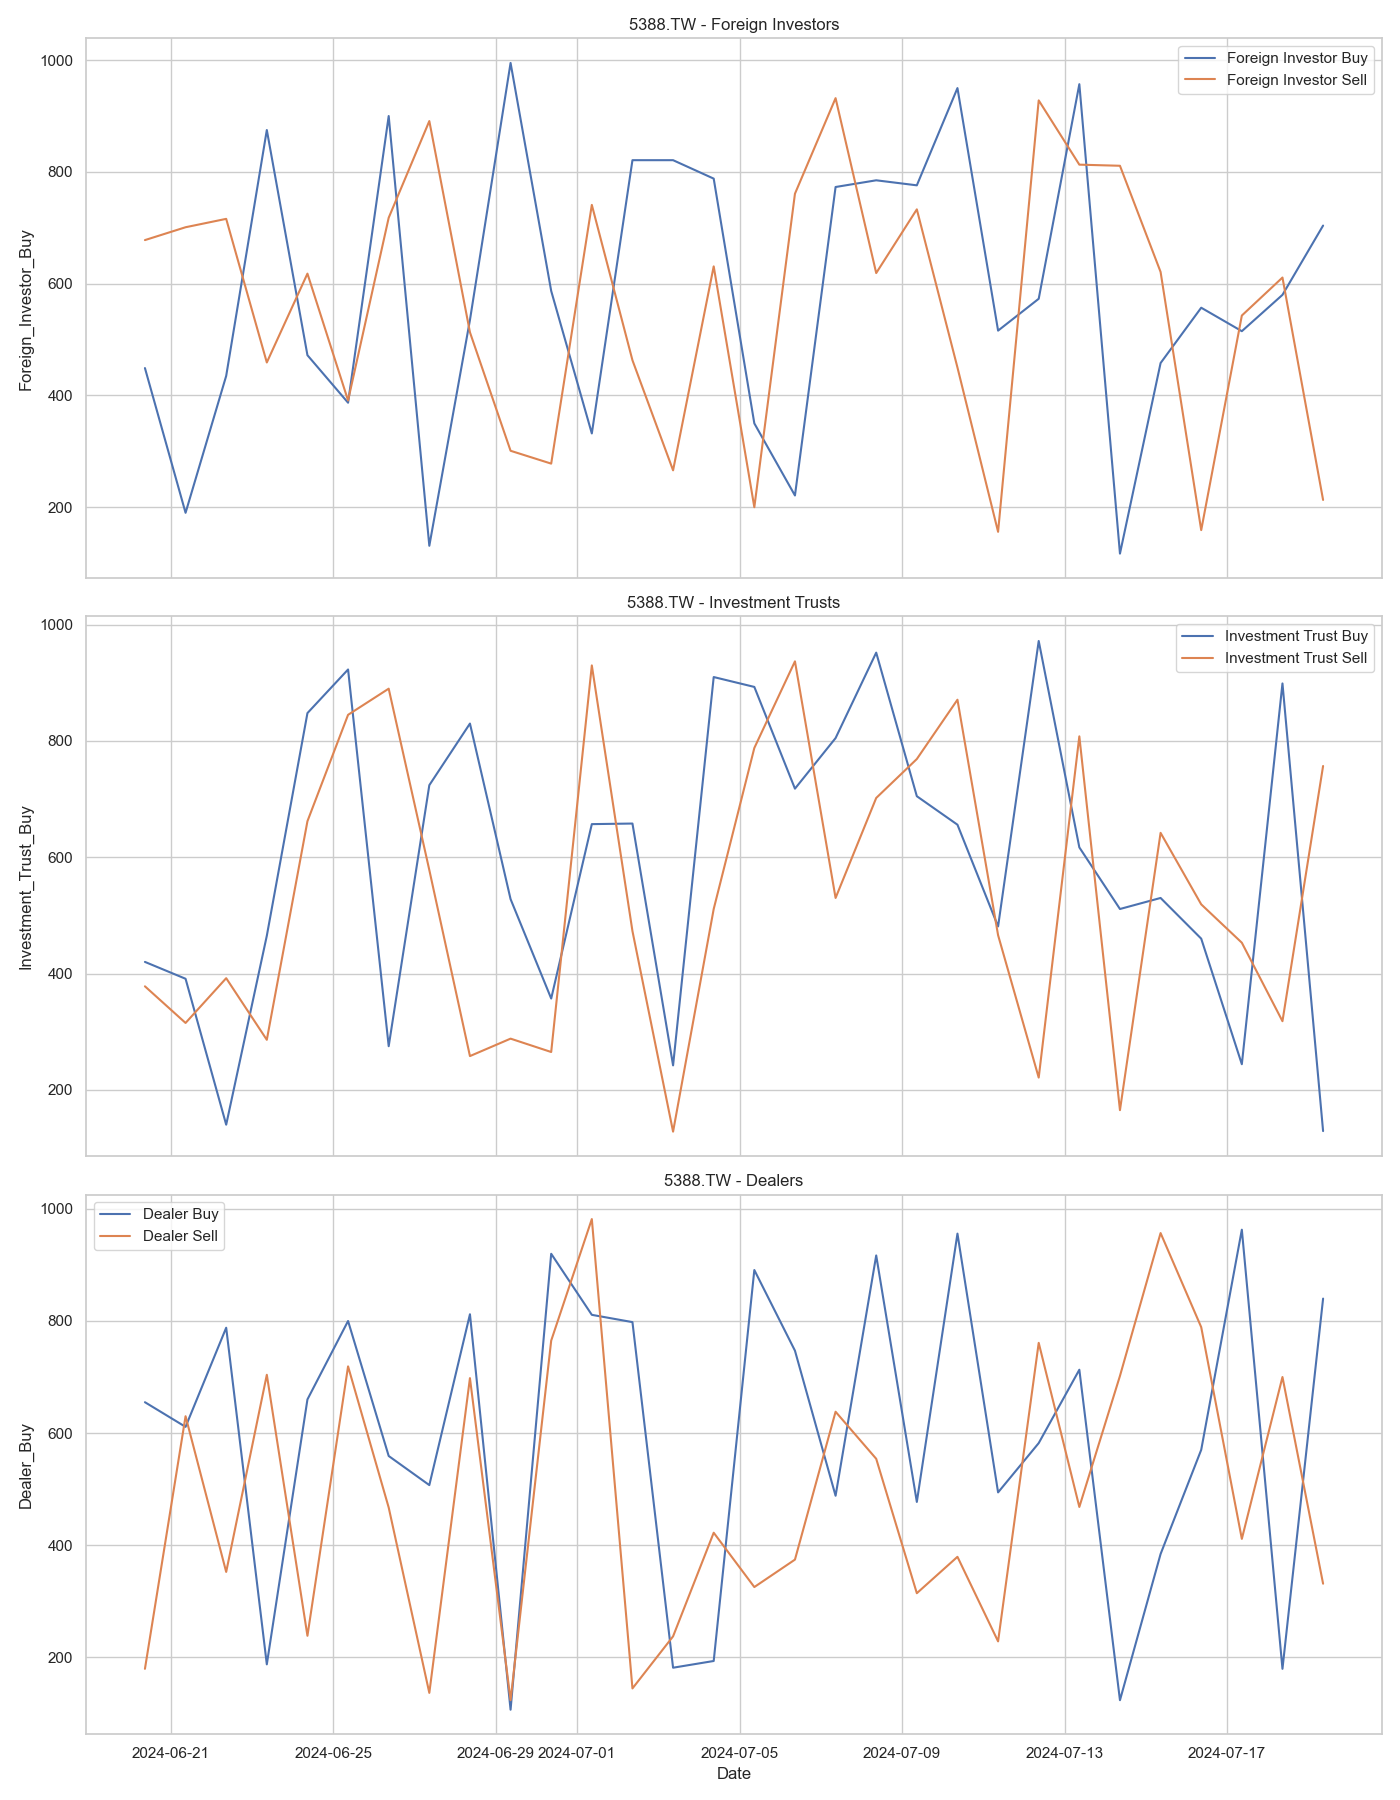 5388.TW - Foreign Investors
Foreign Investor Buy
Foreign Investor Sell
Foreign_Investor_Buy
1000
800
600
400
200
5388.TW - Investment Trusts
Investment Trust Buy
Investment Trust Sell
Investment_Trust_Buy
1000
800
600
400
200
5388.TW - Dealers
Dealer Buy
Dealer Sell
Dealer_Buy
1000
800
600
400
200
2024-06-21 2024-06-25 2024-06-29 2024-07-01 2024-07-05 2024-07-09 2024-07-13 2024-07-17
Date